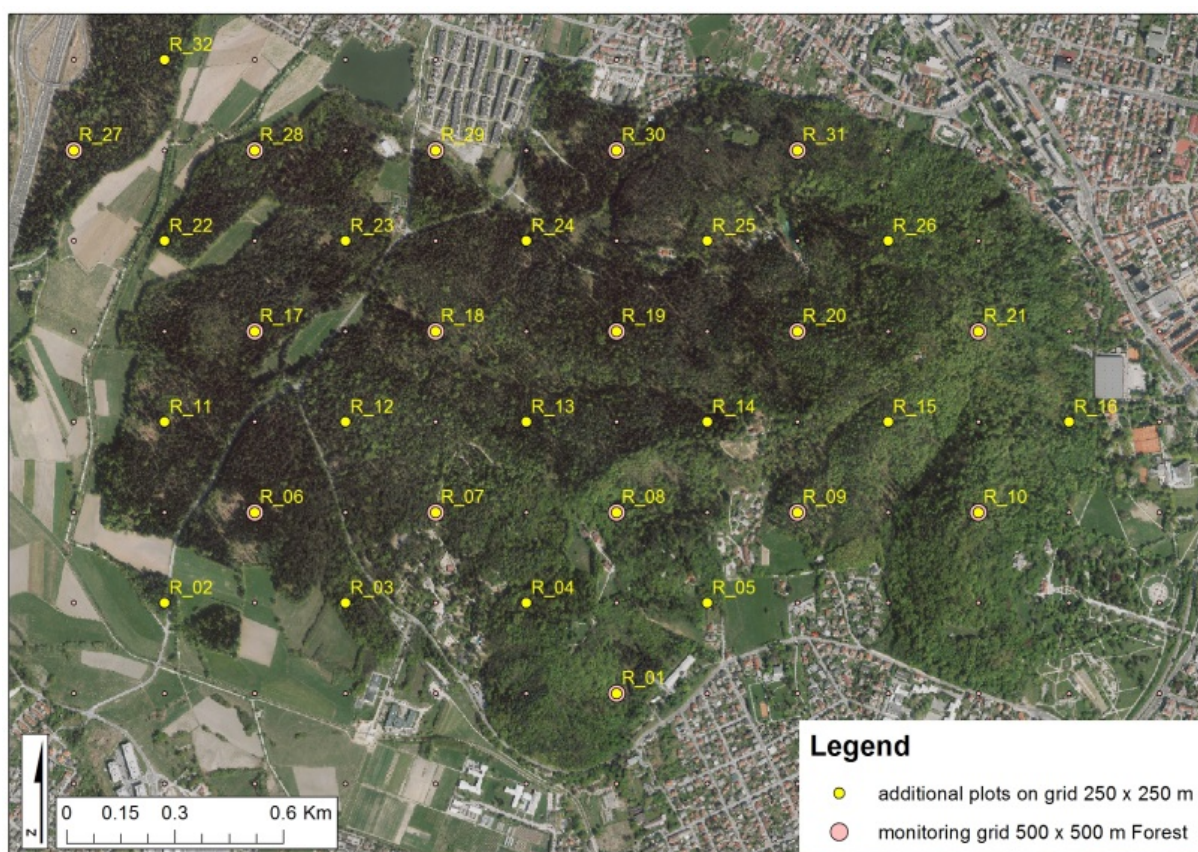 R_32
R_27
R_28
R_29
R_30
R_31
R_22
R_23
R_24
R_25
R_26
R_17
R_18
R_19
R_20
R_21
R_11
R_12
R_13
R_14
R_15
R_16
R_06
R_07
R_08
R_09
R_10
R_02
R_03
R_04
R_05
R_01
Legend
additional plots on grid 250 x 250 m
monitoring grid 500 x 500 m Forest
N
0 0.15 0.3 0.6 Km